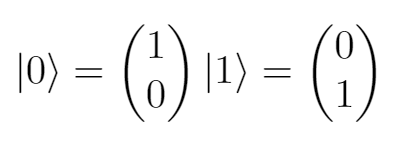 |0⟩ = (1 0) |1⟩ = (0 1)